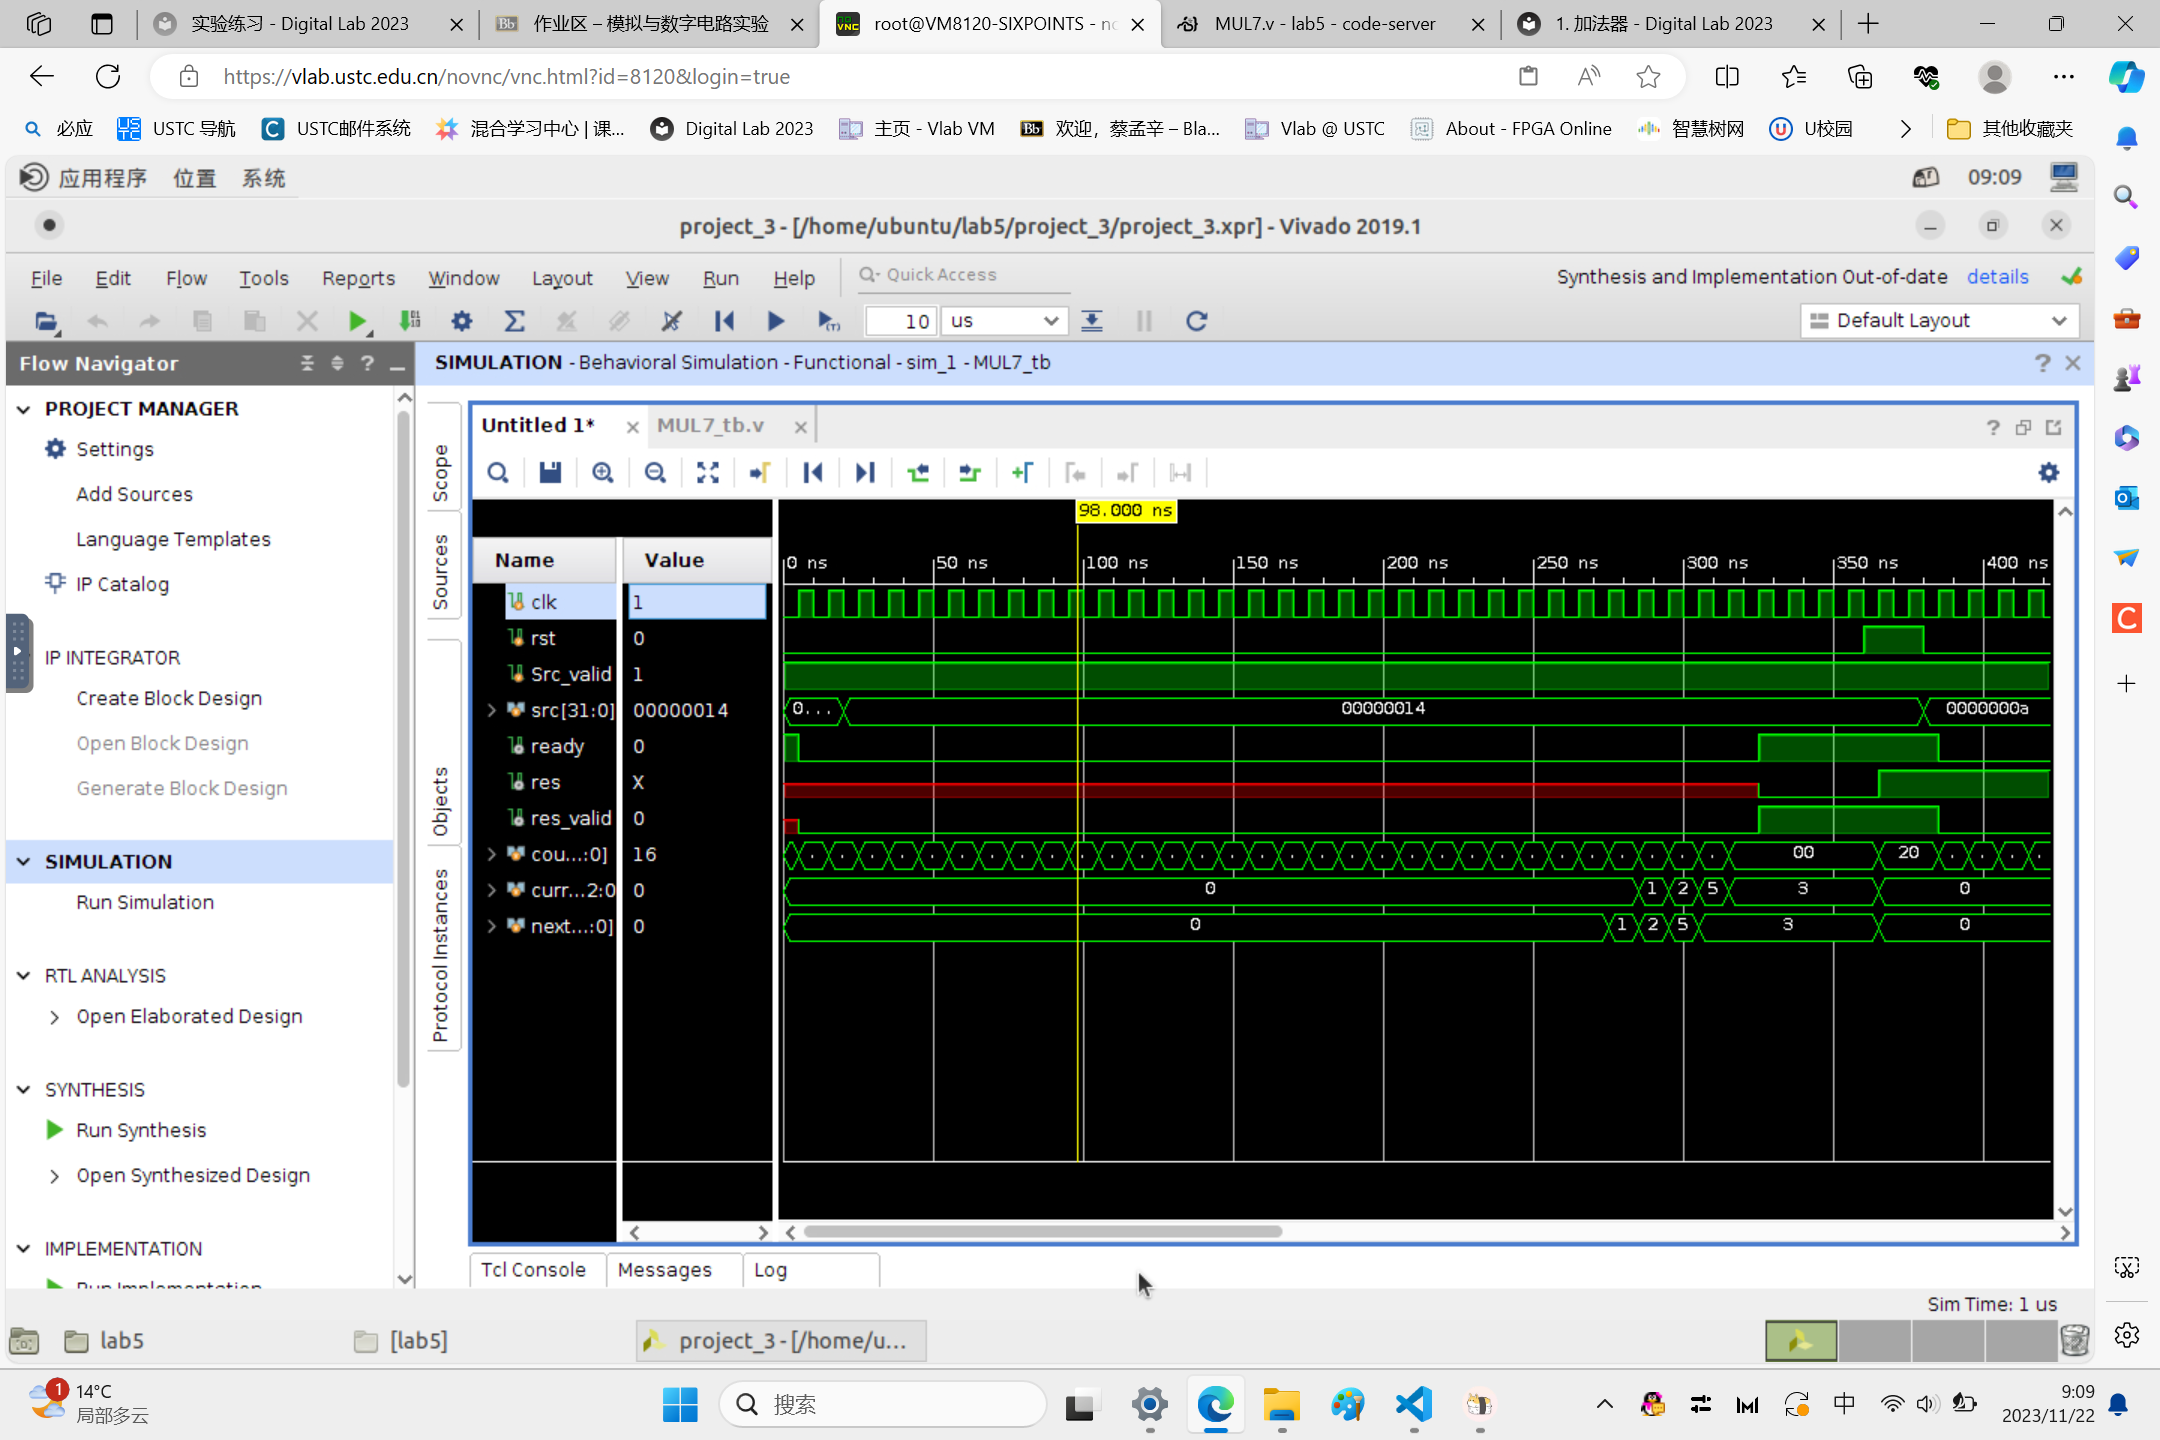 实验练习 - Digital Lab 2023
作业区 – 模拟与数字电路实验
root@VM8120-SIXPOINTS - no
MUL7.v - lab5 - code-server
1. 加法器 - Digital Lab 2023
https://vlab.ustc.edu.cn/novnc/vnc.html?id=8120&login=true
必应
USTC 导航
USTC邮件系统
混合学习中心 | 课...
Digital Lab 2023
主页 - Vlab VM
欢迎，蔡孟辛 – Bla...
Vlab @ USTC
About - FPGA Online
智慧树网
U校园
其他收藏夹
应用程序 位置 系统
09:09
project_3 - [/home/ubuntu/lab5/project_3/project_3.xpr] - Vivado 2019.1
File Edit Flow Tools Reports Window Layout View Run Help
Quick Access
Synthesis and Implementation Out-of-date details
10 us
Default Layout
Flow Navigator
SIMULATION - Behavioral Simulation - Functional - sim_1 - MUL7_tb
PROJECT MANAGER
Settings
Add Sources
Language Templates
IP Catalog
IP INTEGRATOR
Create Block Design
Open Block Design
Generate Block Design
SIMULATION
Run Simulation
RTL ANALYSIS
Open Elaborated Design
SYNTHESIS
Run Synthesis
Open Synthesized Design
IMPLEMENTATION
Run Implementation
Scope
Sources
Objects
Protocol Instances
Untitled 1*
MUL7_tb.v
98.000 ns
Name Value
0 ns 50 ns 100 ns 150 ns 200 ns 250 ns 300 ns 350 ns 400 ns
clk 1
rst 0
Src_valid 1
src[31:0] 00000014 0... 00000014 0000000a
ready 0
res X
res_valid 0
cou...:0] 16 00 20
curr...2:0 0 0 1 2 5 3 0
next...:0] 0 0 1 2 5 3 0
Tcl Console Messages Log
Sim Time: 1 us
lab5
[lab5]
project_3 - [/home/u...
1
14°C
局部多云
搜索
中
9:09
2023/11/22